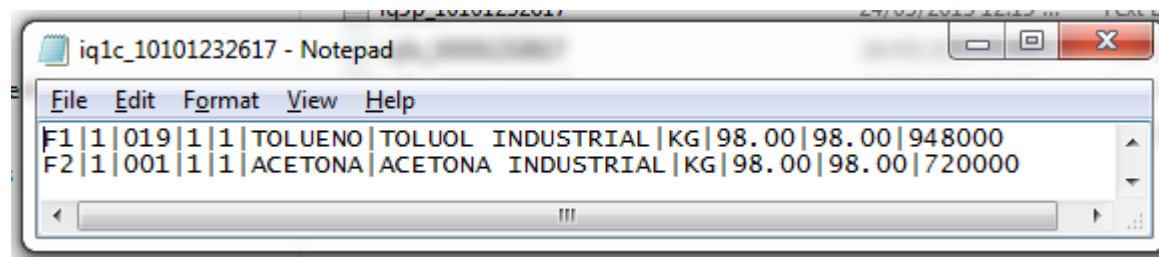 iq1c_10101232617 - Notepad
File Edit Format View Help
F1|1|019|1|1|TOLUENO|TOLUOL INDUSTRIAL|KG|98.00|98.00|948000
F2|1|001|1|1|ACETONA|ACETONA INDUSTRIAL|KG|98.00|98.00|720000